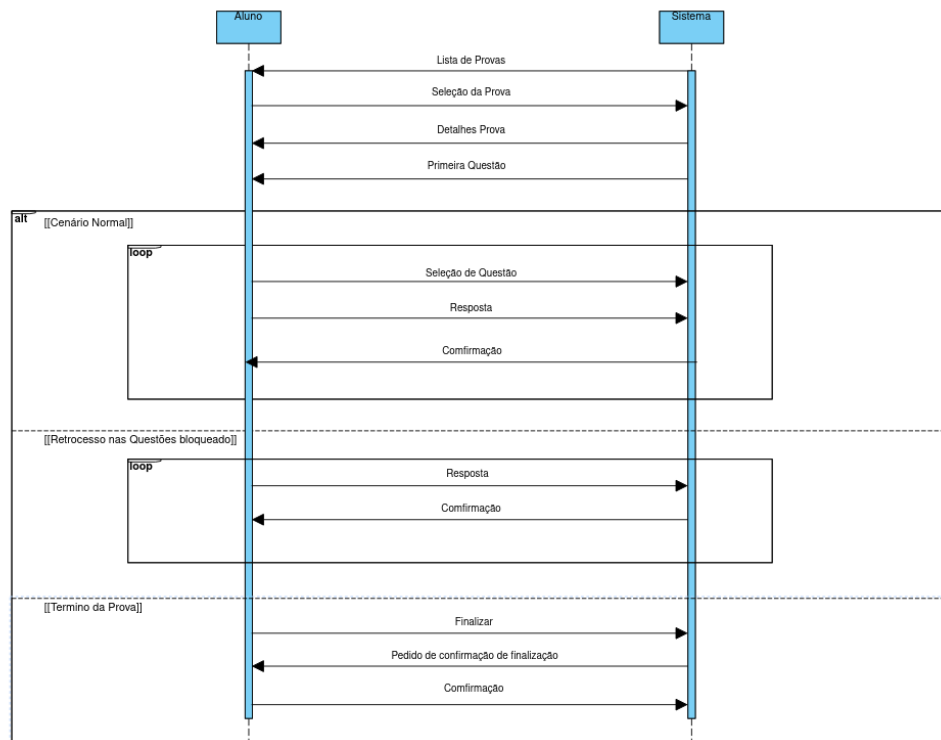 Aluno
Sistema
Lista de Provas
Seleção da Prova
Detalhes Prova
Primeira Questão
alt
[[Cenário Normal]]
loop
Seleção de Questão
Resposta
Comfirmação
[[Retrocesso nas Questões bloqueado]]
loop
Resposta
Comfirmação
[[Termino da Prova]]
Finalizar
Pedido de confirmação de finalização
Comfirmação